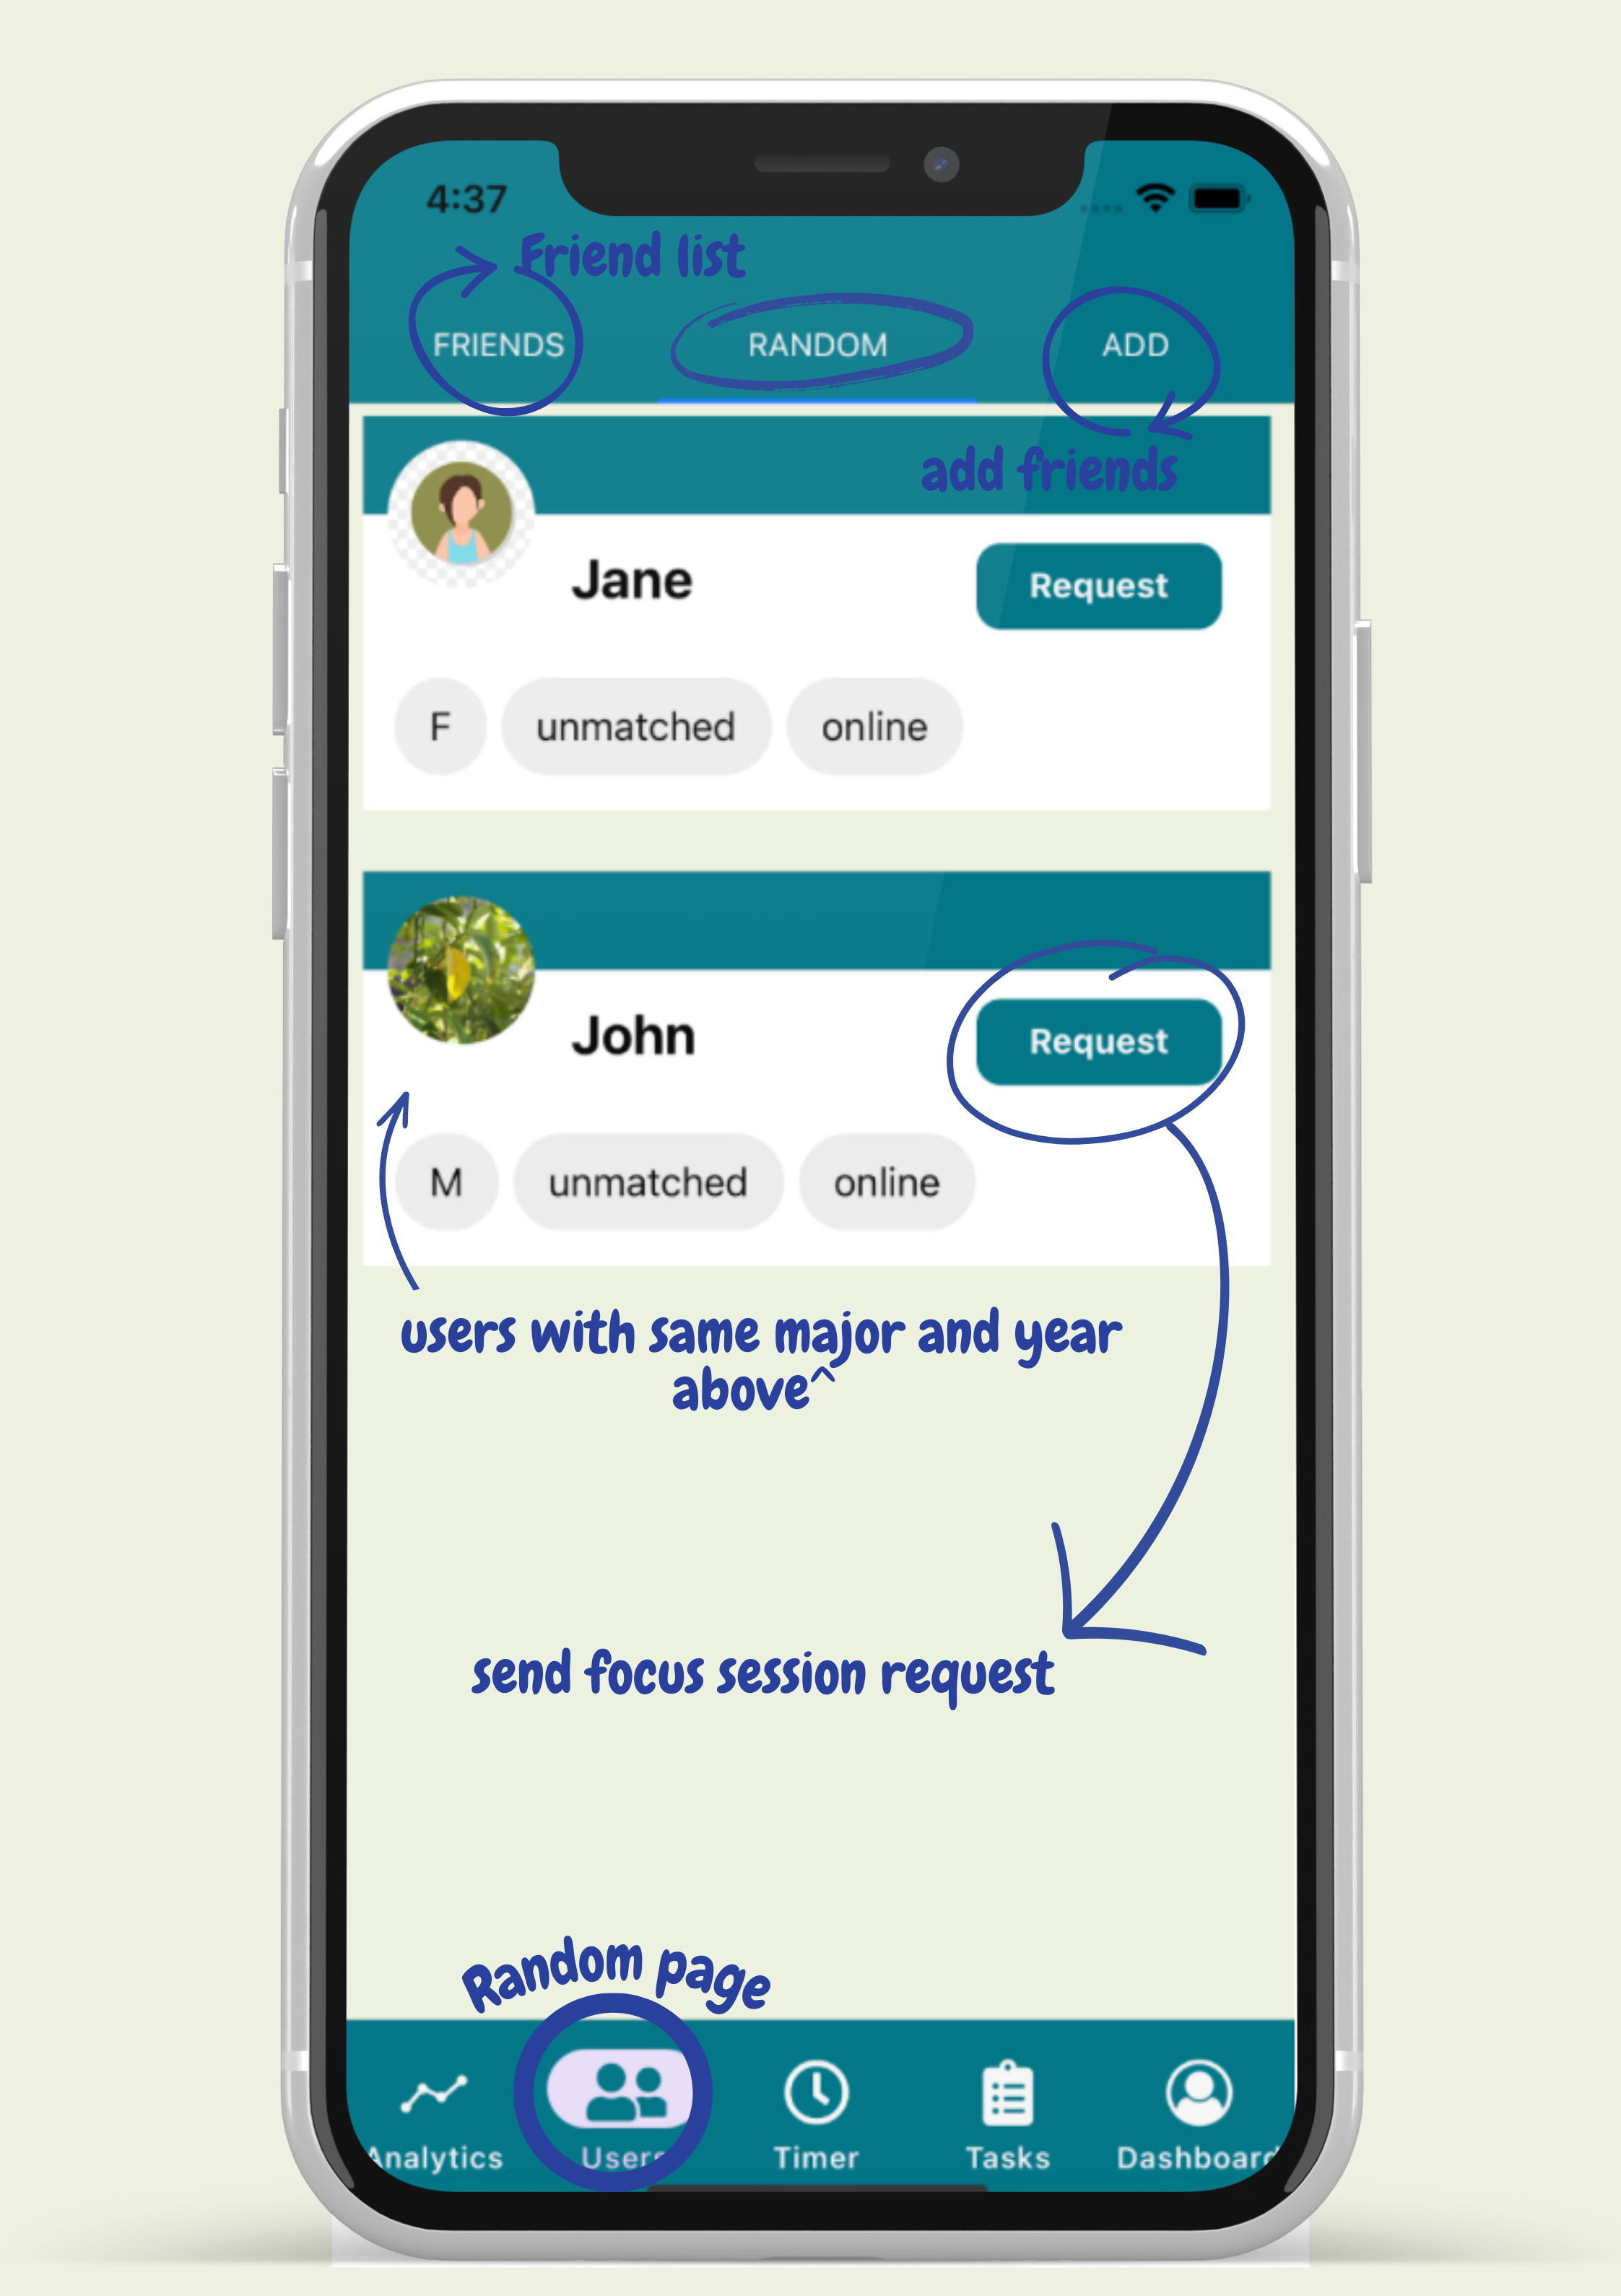 4:37
Friend list
FRIENDS
RANDOM
ADD
add friends
Jane
Request
F
unmatched
online
John
Request
M
unmatched
online
users with same major and year
above^
send focus session request
Random page
Analytics
Users
Timer
Tasks
Dashboard